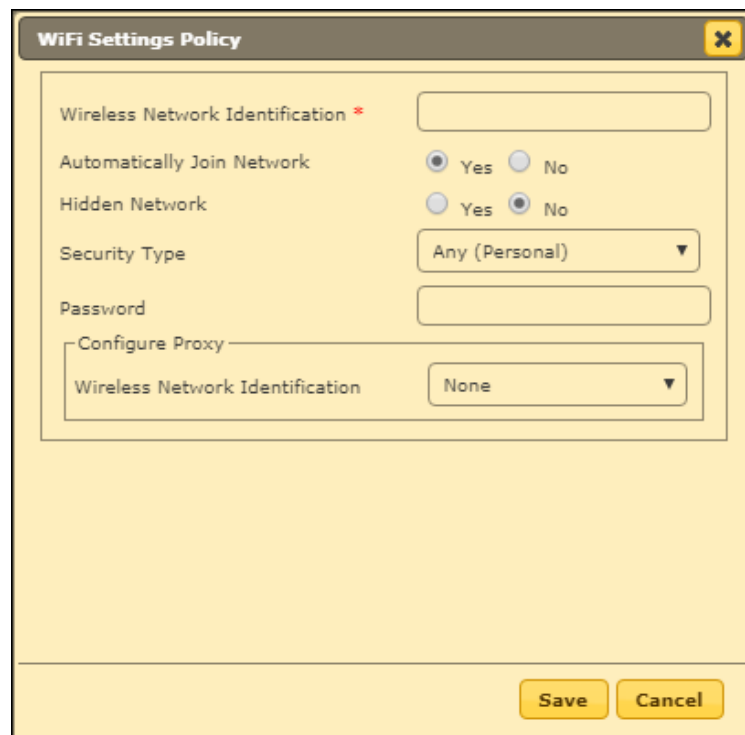 WiFi Settings Policy
Wireless Network Identification *
Automatically Join Network Yes No
Hidden Network Yes No
Security Type Any (Personal)
Password
Configure Proxy
Wireless Network Identification None
Save Cancel